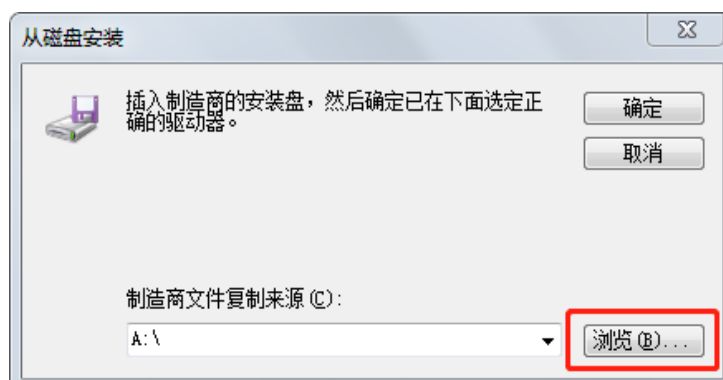 从磁盘安装
插入制造商的安装盘，然后确定已在下面选定正
确的驱动器。
确定
取消
制造商文件复制来源(C):
A:\
浏览(B)...